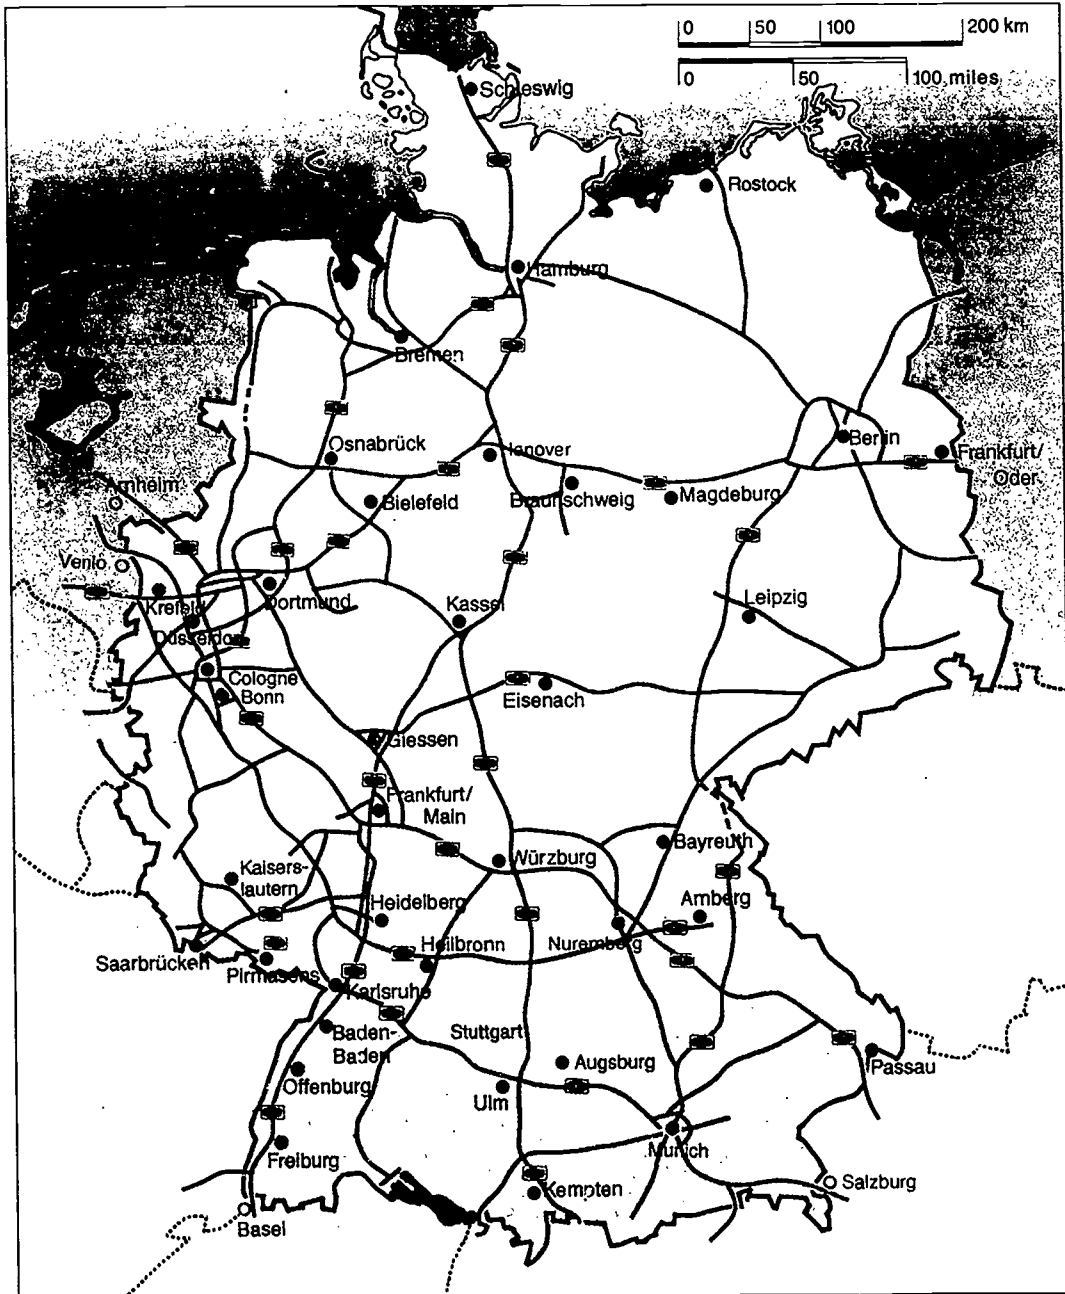 0 50 100 200 km
0 50 100 miles
Schleswig
Rostock
Hamburg
Bremen
Osnabrück
Hanover
Berlin
Frankfurt/
Oder
Arnheim
Bielefeld
Braunschweig
Magdeburg
Venlo
Krefeld
Dortmund
Kassel
Leipzig
Düsseldorf
Cologne
Bonn
Eisenach
Giessen
Frankfurt/
Main
Würzburg
Bayreuth
Kaisers-
lautern
Heidelberg
Amberg
Saarbrücken
Pirmasens
Heilbronn
Nuremberg
Karlsruhe
Baden-
Baden
Stuttgart
Augsburg
Passau
Offenburg
Ulm
Munich
Freiburg
Kempten
Salzburg
Basel